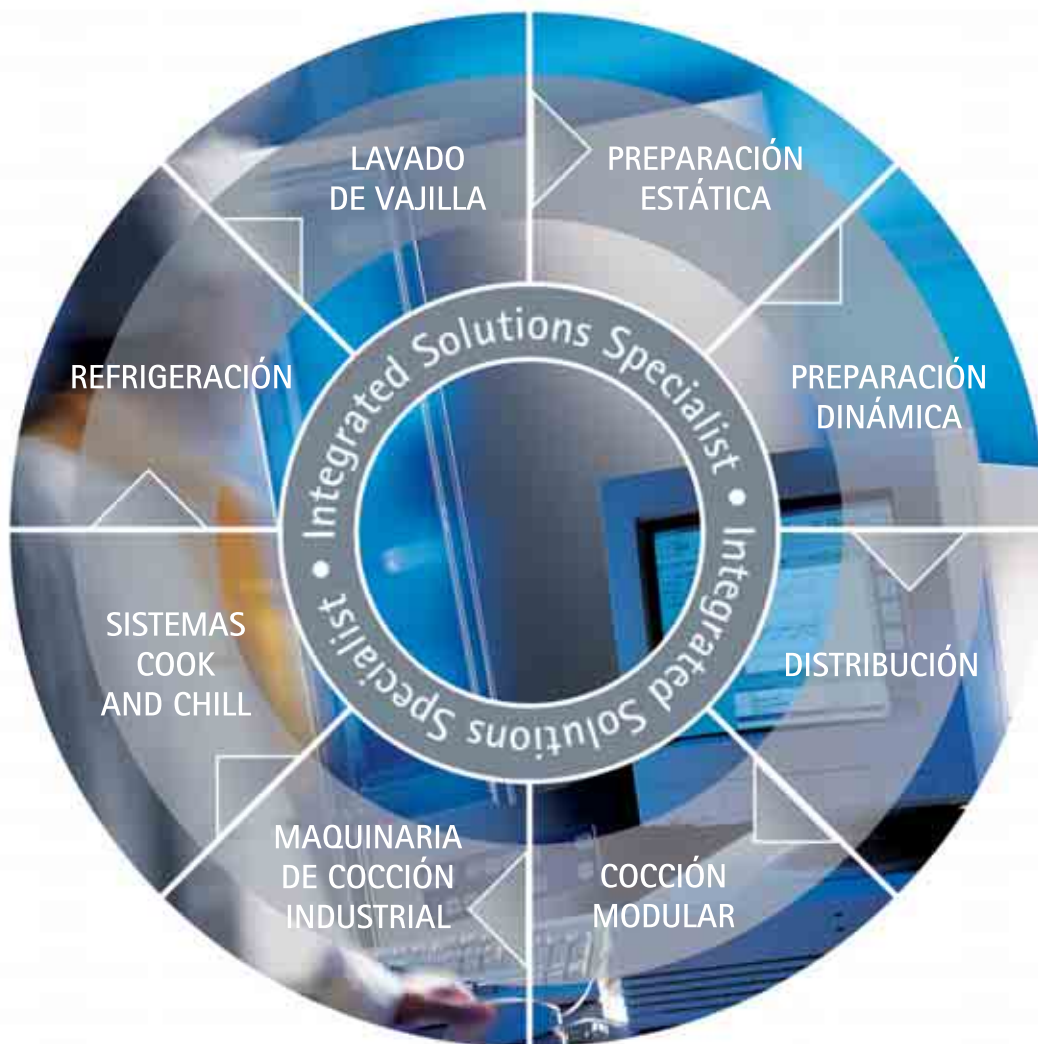 LAVADO
DE VAJILLA
PREPARACIÓN
ESTÁTICA
PREPARACIÓN
DINÁMICA
DISTRIBUCIÓN
COCCIÓN
MODULAR
MAQUINARIA
DE COCCIÓN
INDUSTRIAL
SISTEMAS
COOK
AND CHILL
REFRIGERACIÓN
Integrated Solutions Specialist • Integrated Solutions Specialist •